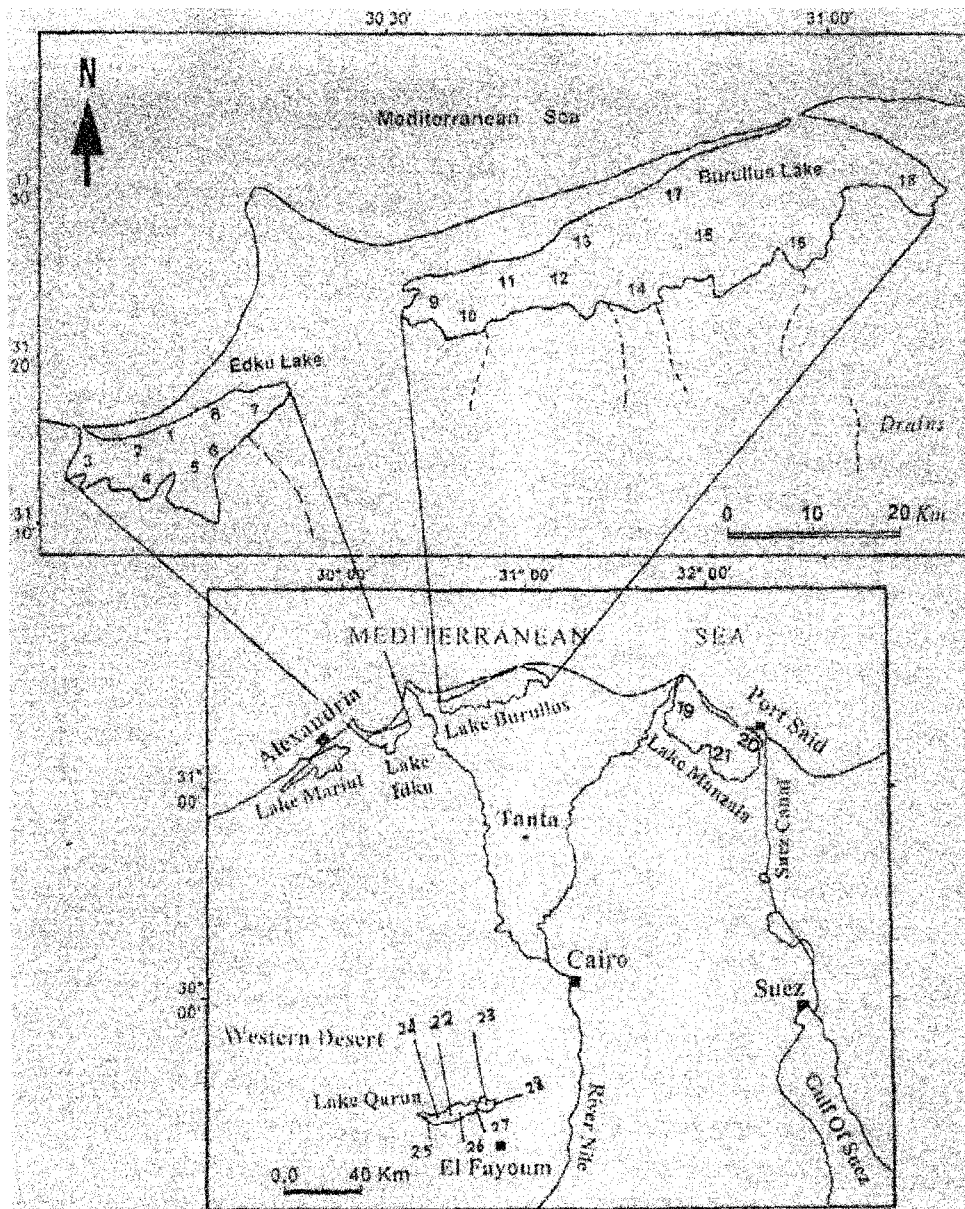 30 30'
31 00'
N
Mediterranean Sea
31 30
Burullus Lake
17
18
13
15
16
11
12
14
9
10
31 20
Edku Lake
8
7
1
2
6
3
5
4
Drains
31 10
0 10 20 Km
30° 00'
31° 00'
32° 00'
MEDITERRANEAN SEA
Alexandria
Lake Burullos
19
20
Port Said
21
Lake Idku
Lake Mariut
Lake Manzala
31° 00'
Tanta
Suez Canal
Cairo
30° 00'
Suez
24 22 23
Western Desert
28
Lake Qarun
27
25
26
El Fayoum
River Nile
Gulf Of Suez
0,0 40 Km